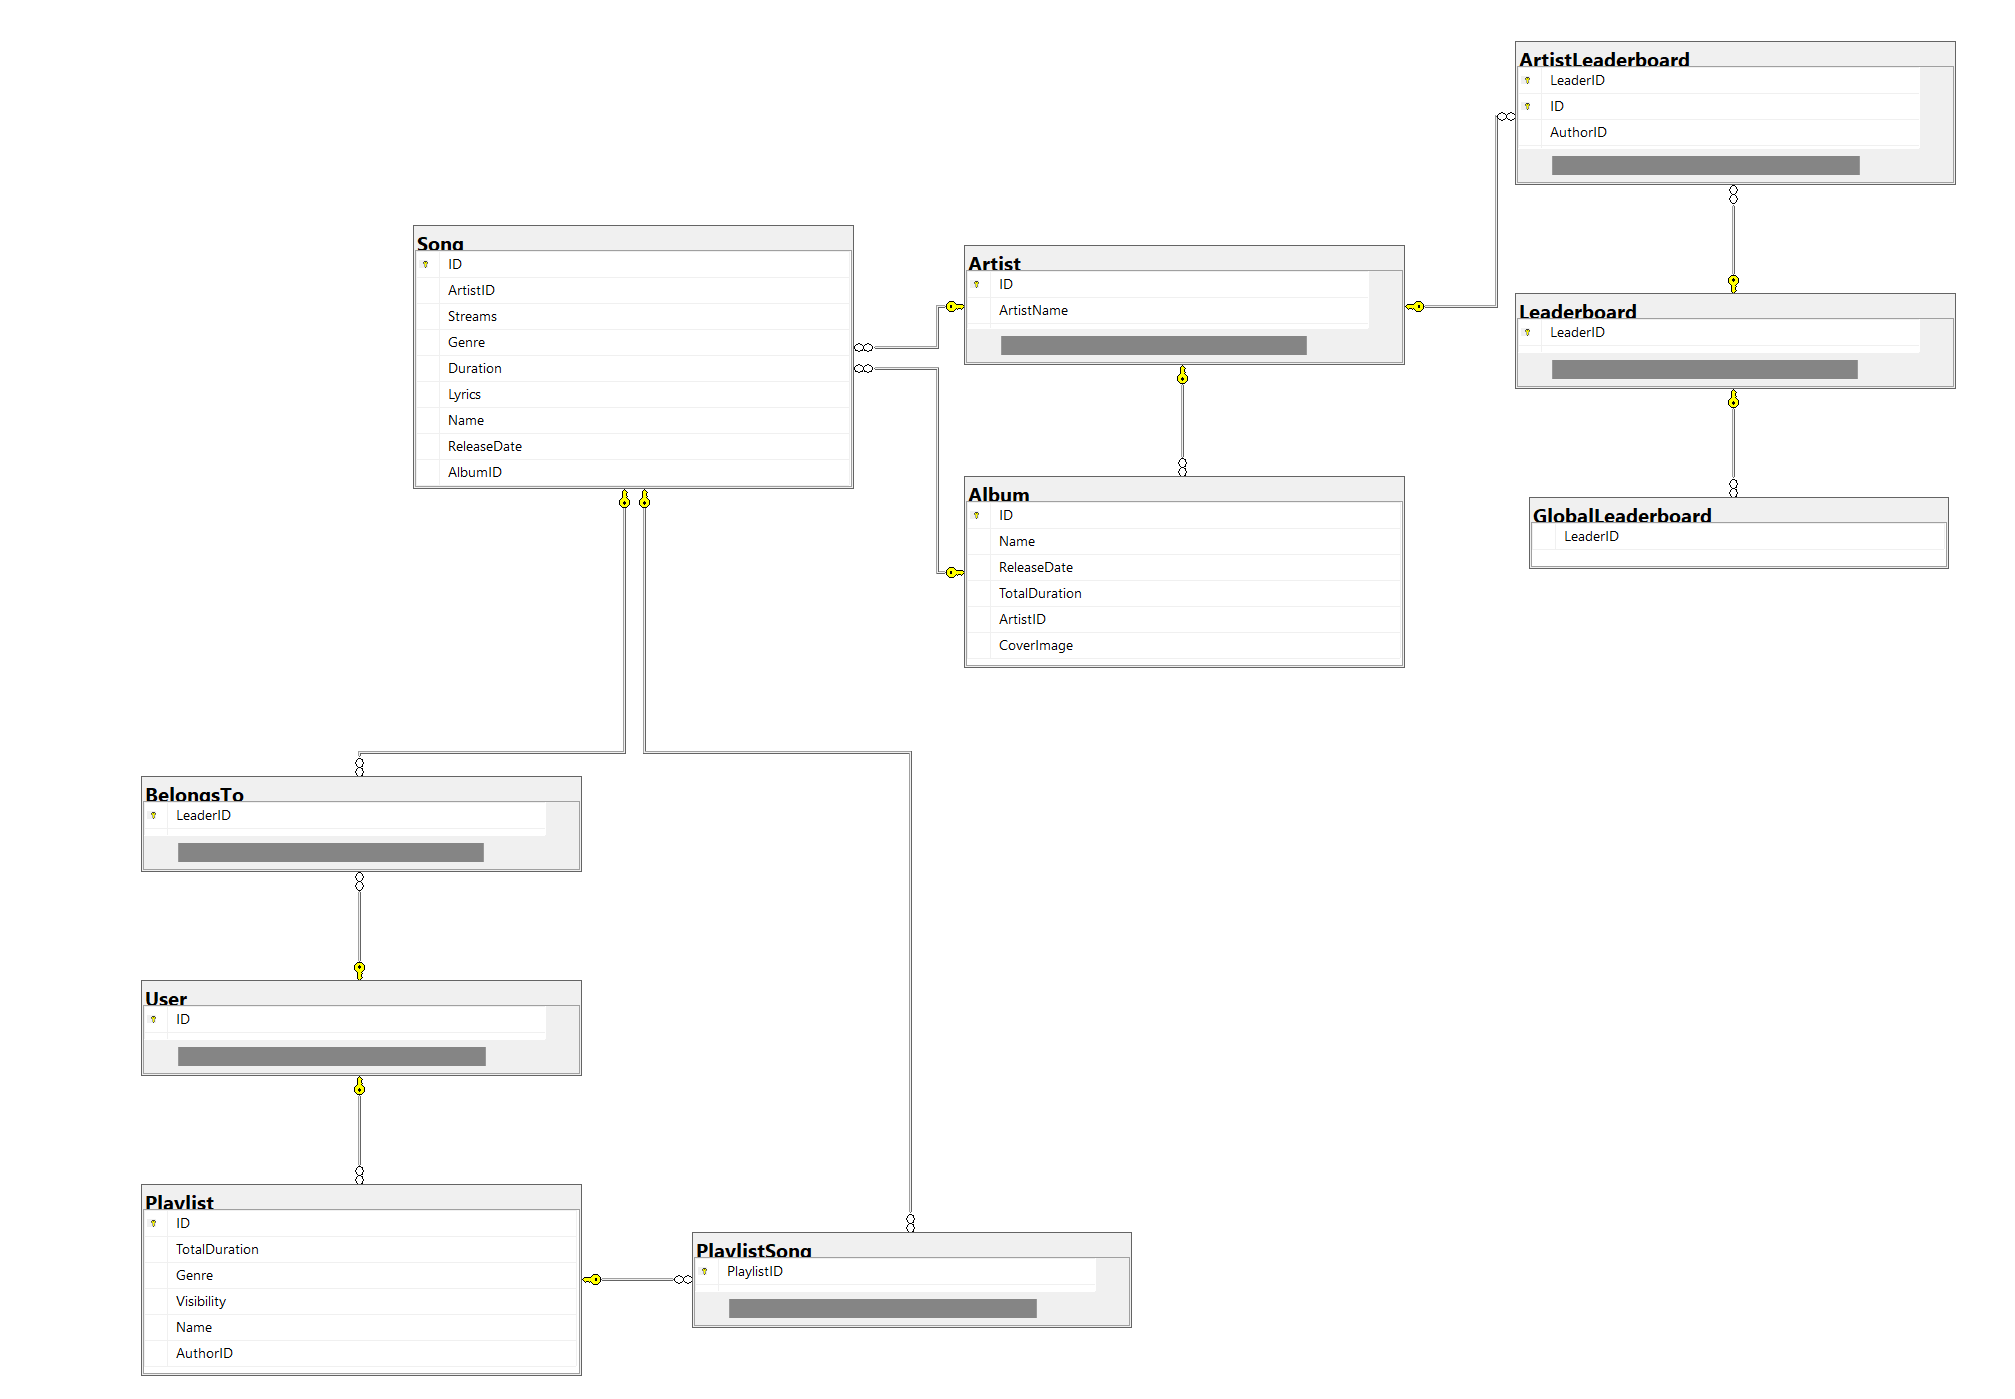 ArtistLeaderboard
LeaderID
ID
AuthorID
Song
ID
ArtistID
Streams
Genre
Duration
Lyrics
Name
ReleaseDate
AlbumID
Artist
ID
ArtistName
Leaderboard
LeaderID
Album
ID
Name
ReleaseDate
TotalDuration
ArtistID
CoverImage
GlobalLeaderboard
LeaderID
BelongsTo
LeaderID
User
ID
Playlist
ID
TotalDuration
Genre
Visibility
Name
AuthorID
PlaylistSong
PlaylistID